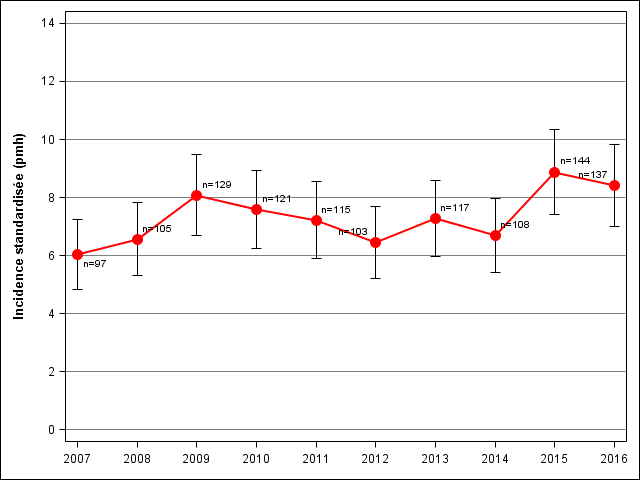 Incidence standardisée (pmh)
14
12
10
8
6
4
2
0
n=97
n=105
n=129
n=121
n=115
n=103
n=117
n=108
n=144
n=137
2007 2008 2009 2010 2011 2012 2013 2014 2015 2016